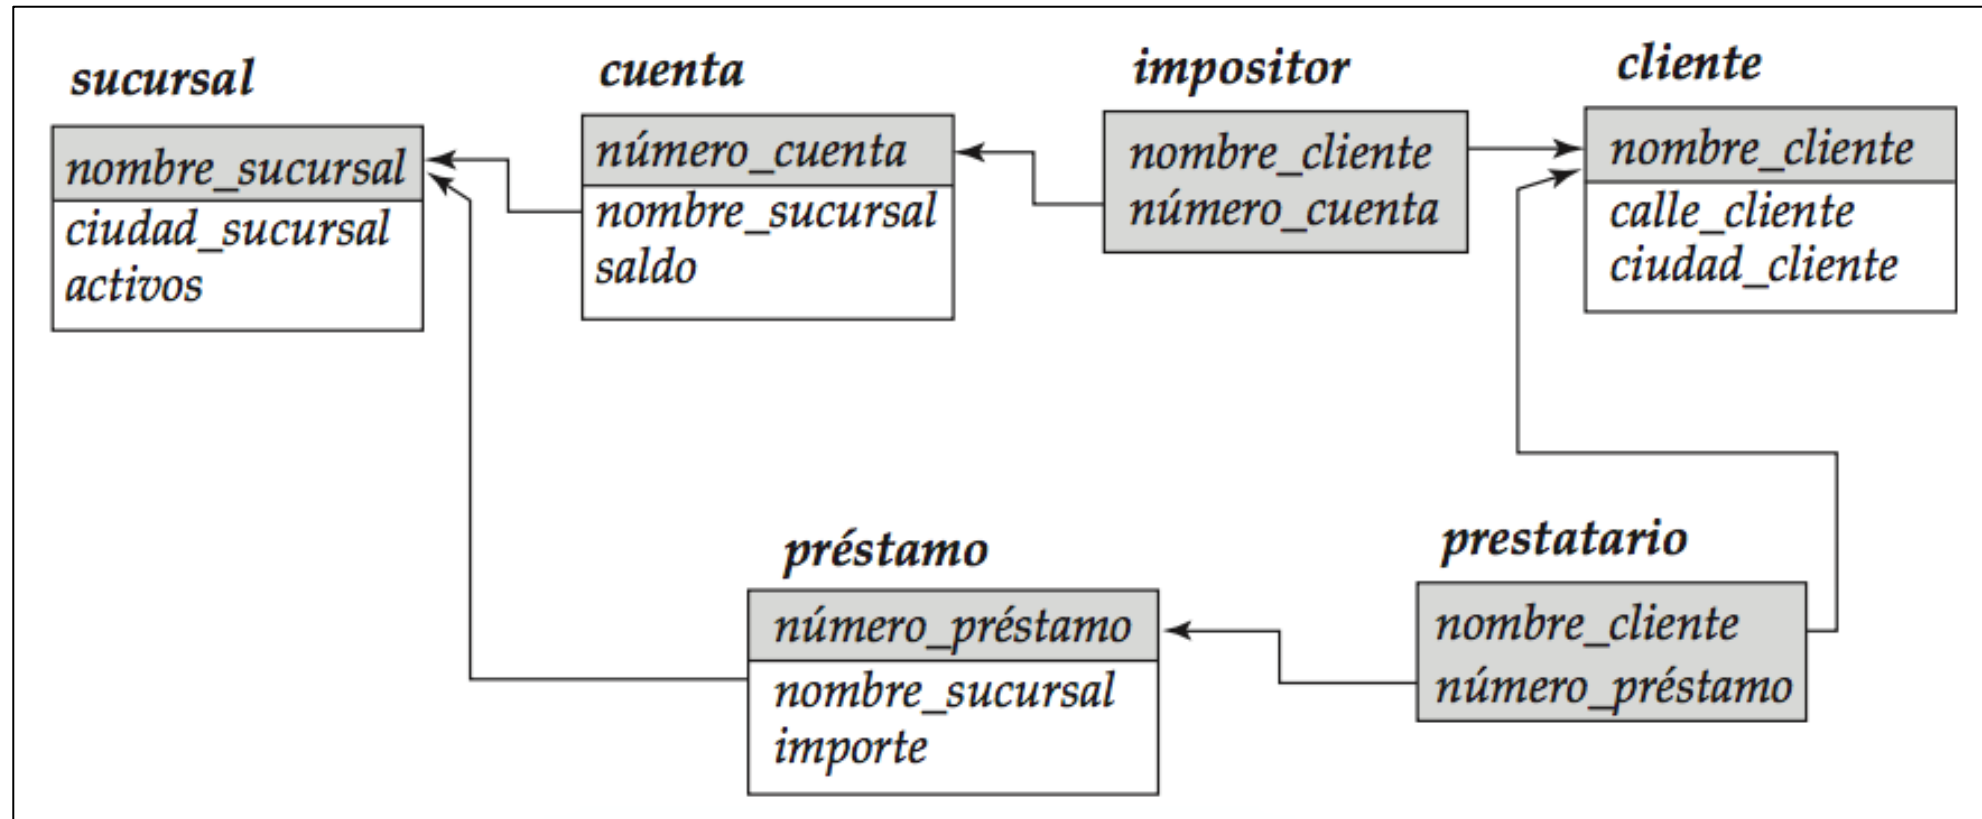 sucursal
nombre_sucursal
ciudad_sucursal
activos
cuenta
número_cuenta
nombre_sucursal
saldo
impositor
nombre_cliente
número_cuenta
cliente
nombre_cliente
calle_cliente
ciudad_cliente
préstamo
número_préstamo
nombre_sucursal
importe
prestatario
nombre_cliente
número_préstamo